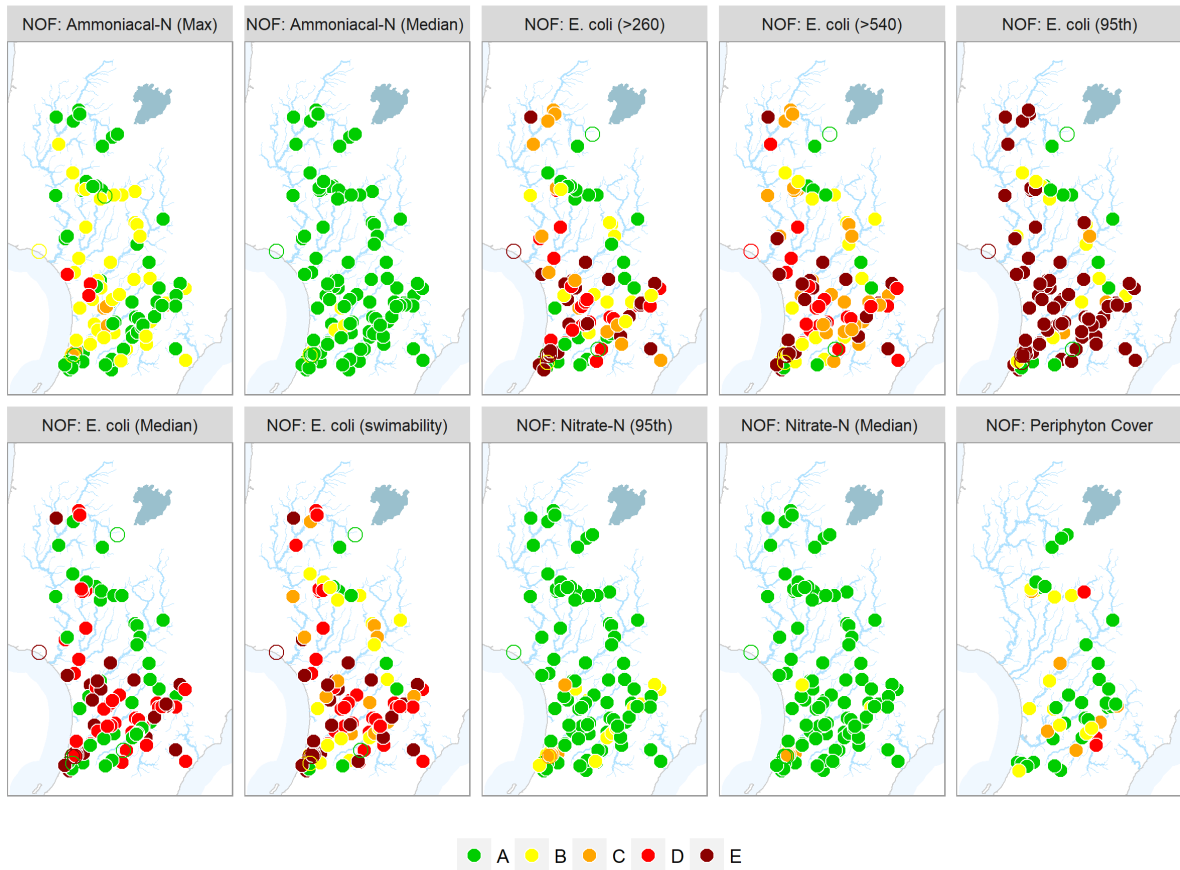 NOF: Ammoniacal-N (Max)
NOF: Ammoniacal-N (Median)
NOF: E. coli (>260)
NOF: E. coli (>540)
NOF: E. coli (95th)
NOF: E. coli (Median)
NOF: E. coli (swimability)
NOF: Nitrate-N (95th)
NOF: Nitrate-N (Median)
NOF: Periphyton Cover
A B C D E